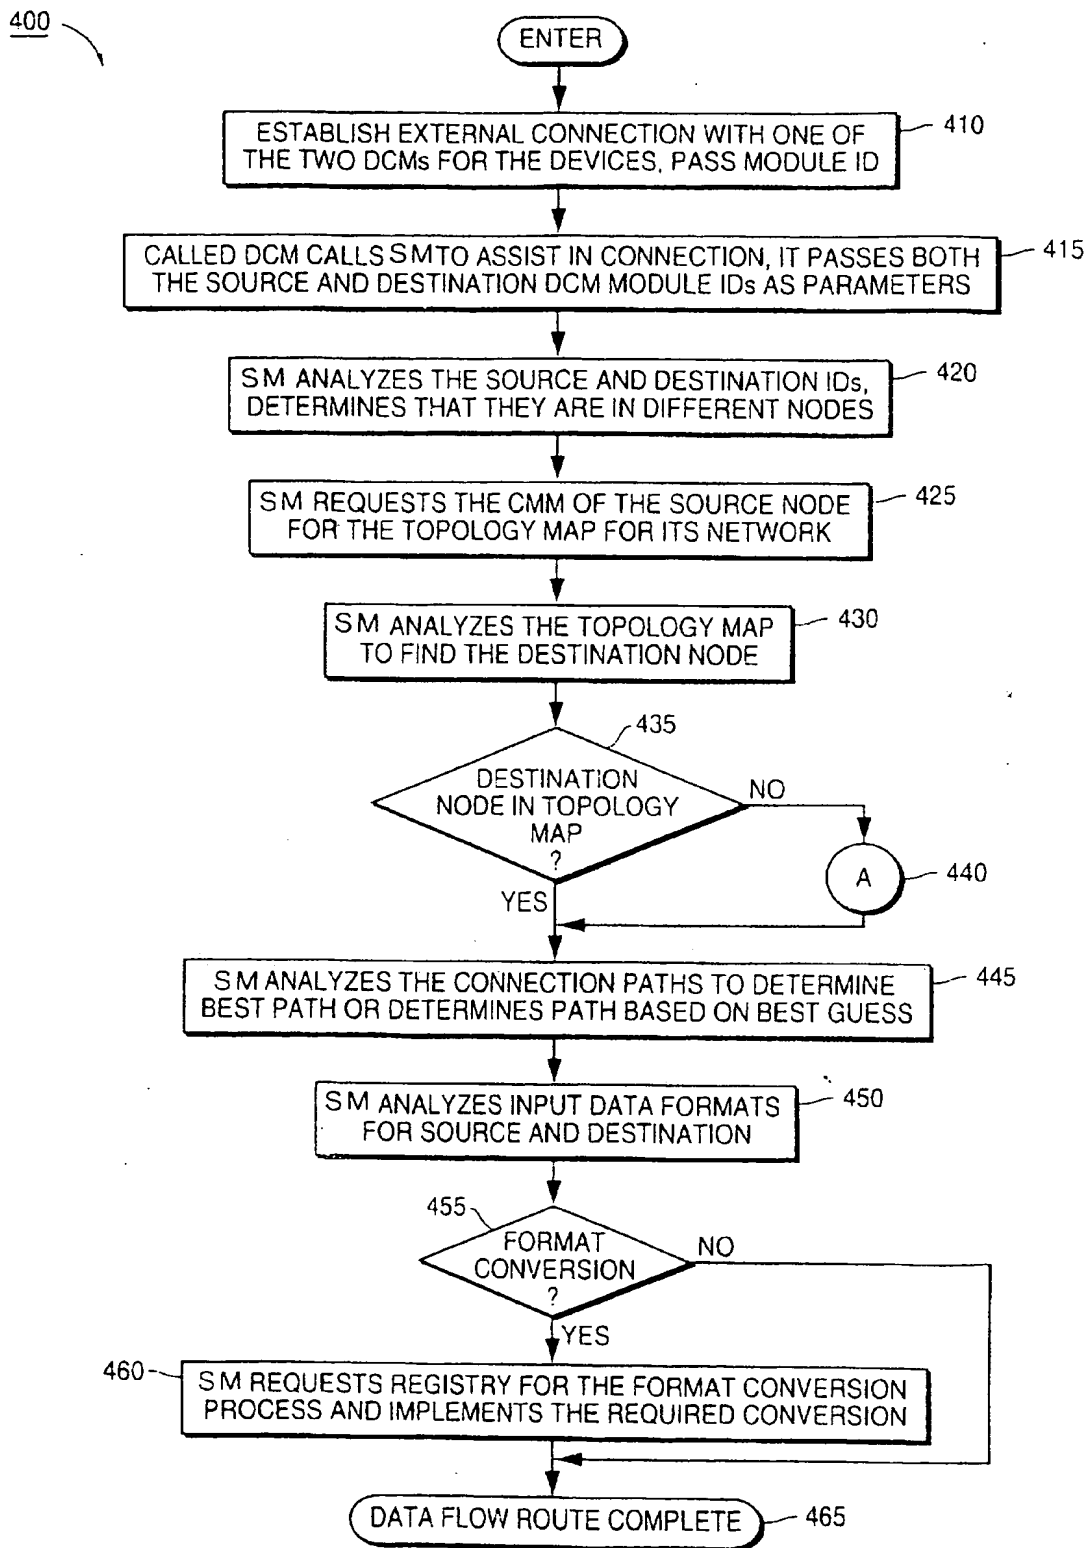 400
ENTER
ESTABLISH EXTERNAL CONNECTION WITH ONE OF
THE TWO DCMs FOR THE DEVICES, PASS MODULE ID
410
CALLED DCM CALLS SM TO ASSIST IN CONNECTION, IT PASSES BOTH
THE SOURCE AND DESTINATION DCM MODULE IDs AS PARAMETERS
415
SM ANALYZES THE SOURCE AND DESTINATION IDs,
DETERMINES THAT THEY ARE IN DIFFERENT NODES
420
SM REQUESTS THE CMM OF THE SOURCE NODE
FOR THE TOPOLOGY MAP FOR ITS NETWORK
425
SM ANALYZES THE TOPOLOGY MAP
TO FIND THE DESTINATION NODE
430
435
DESTINATION
NODE IN TOPOLOGY
MAP
?
NO
A
440
YES
SM ANALYZES THE CONNECTION PATHS TO DETERMINE
BEST PATH OR DETERMINES PATH BASED ON BEST GUESS
445
SM ANALYZES INPUT DATA FORMATS
FOR SOURCE AND DESTINATION
450
455
FORMAT
CONVERSION
?
NO
YES
460
SM REQUESTS REGISTRY FOR THE FORMAT CONVERSION
PROCESS AND IMPLEMENTS THE REQUIRED CONVERSION
DATA FLOW ROUTE COMPLETE
465